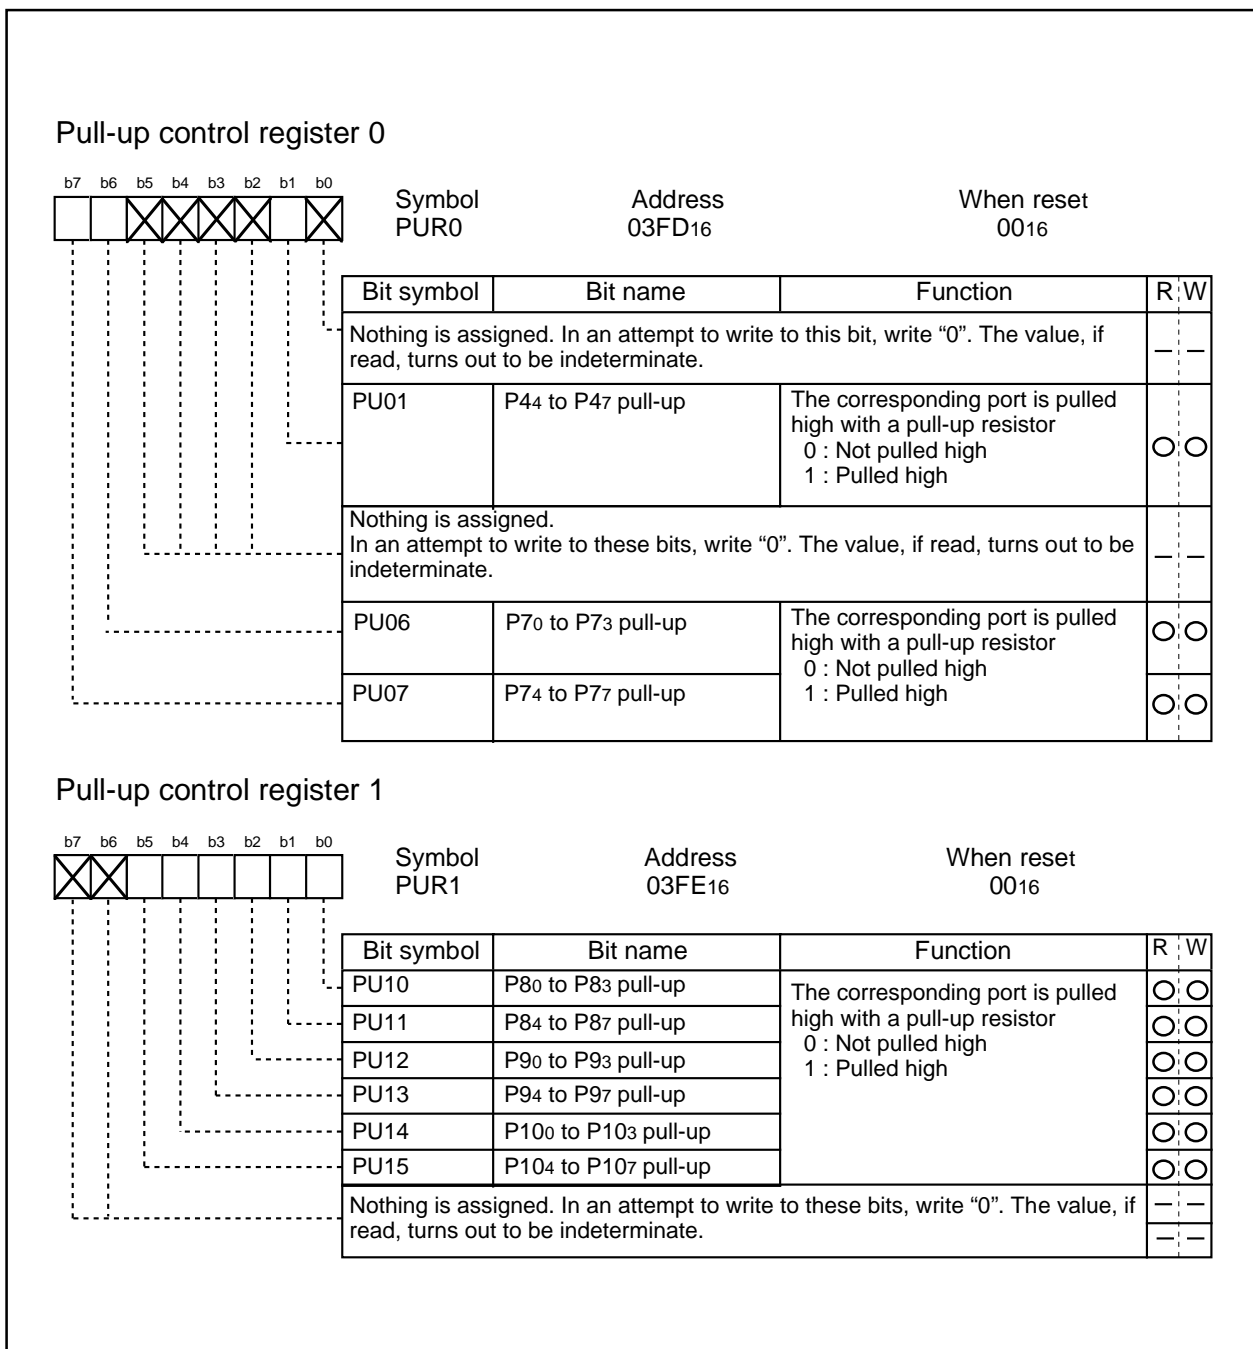 Pull-up control register 0
b7 b6 b5 b4 b3 b2 b1 b0
Symbol Address When reset
PUR0 03FD16 0016
Bit symbol Bit name Function R W
Nothing is assigned. In an attempt to write to this bit, write “0”. The value, if
read, turns out to be indeterminate.
— —
PU01 P44 to P47 pull-up The corresponding port is pulled
high with a pull-up resistor
0 : Not pulled high
1 : Pulled high
Nothing is assigned.
In an attempt to write to these bits, write “0”. The value, if read, turns out to be
indeterminate.
— —
PU06 P70 to P73 pull-up The corresponding port is pulled
high with a pull-up resistor
0 : Not pulled high
PU07 P74 to P77 pull-up 1 : Pulled high
Pull-up control register 1
b7 b6 b5 b4 b3 b2 b1 b0
Symbol Address When reset
PUR1 03FE16 0016
Bit symbol Bit name Function R W
PU10 P80 to P83 pull-up The corresponding port is pulled
PU11 P84 to P87 pull-up high with a pull-up resistor
0 : Not pulled high
PU12 P90 to P93 pull-up 1 : Pulled high
PU13 P94 to P97 pull-up
PU14 P100 to P103 pull-up
PU15 P104 to P107 pull-up
Nothing is assigned. In an attempt to write to these bits, write “0”. The value, if — —
read, turns out to be indeterminate. — —